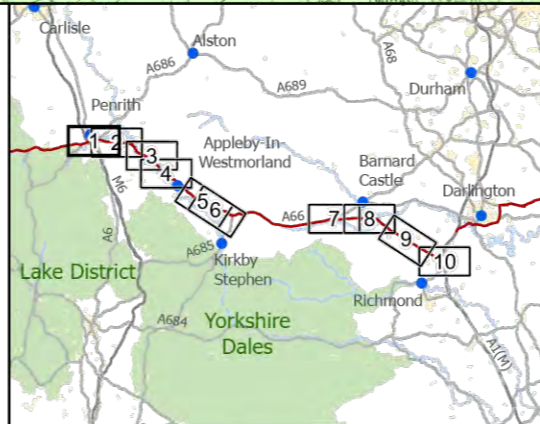 Carlisle
Alston
A686
A68
A689
Durham
Penrith
1
2
3
4
Appleby-In
Westmorland
Barnard
Castle
Darlington
M6
A6
5
6
A66
7
8
9
10
A685
Kirkby
Stephen
Lake District
Richmond
A684
Yorkshire
Dales
A1(M)